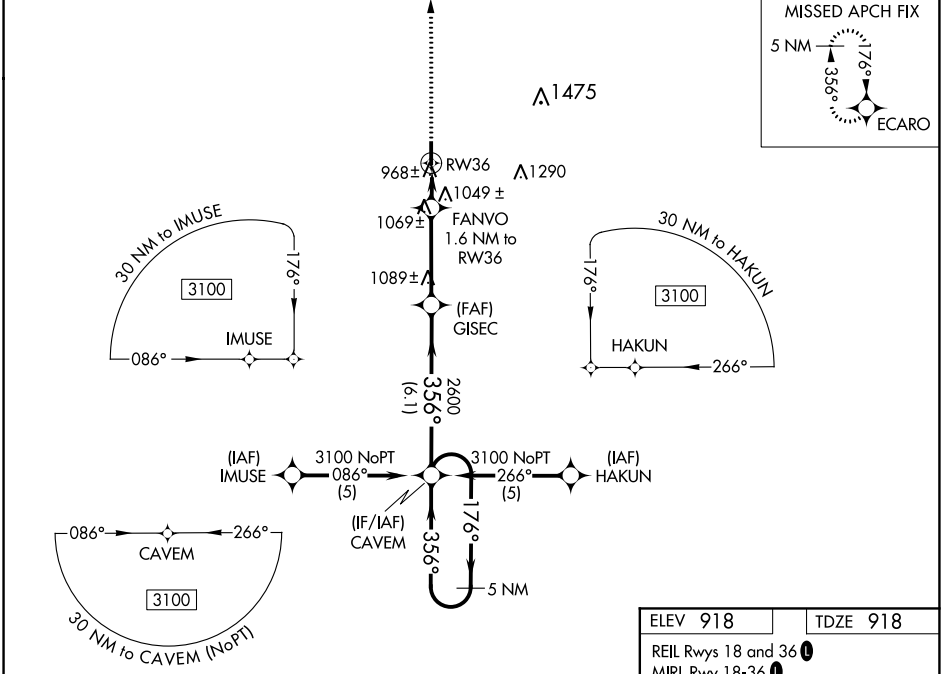 MISSED APCH FIX
5 NM
176°
356°
ECARO
1475
968± RW36
1290
1049 ±
1069± FANVO
1.6 NM to
RW36
30 NM to IMUSE
3100
176°
IMUSE
086°
30 NM to HAKUN
176°
3100
HAKUN
266°
1089±
(FAF)
GISEC
2600
356°
(6.1)
(IAF)
IMUSE
3100 NoPT
086°
(5)
3100 NoPT
266°
(5)
(IAF)
HAKUN
(IF/IAF)
CAVEM
356°
176°
5 NM
086°
266°
CAVEM
3100
30 NM to CAVEM (NoPT)
ELEV 918
TDZE 918
REIL Rwys 18 and 36 L
MIRL Rwy 18-36 L